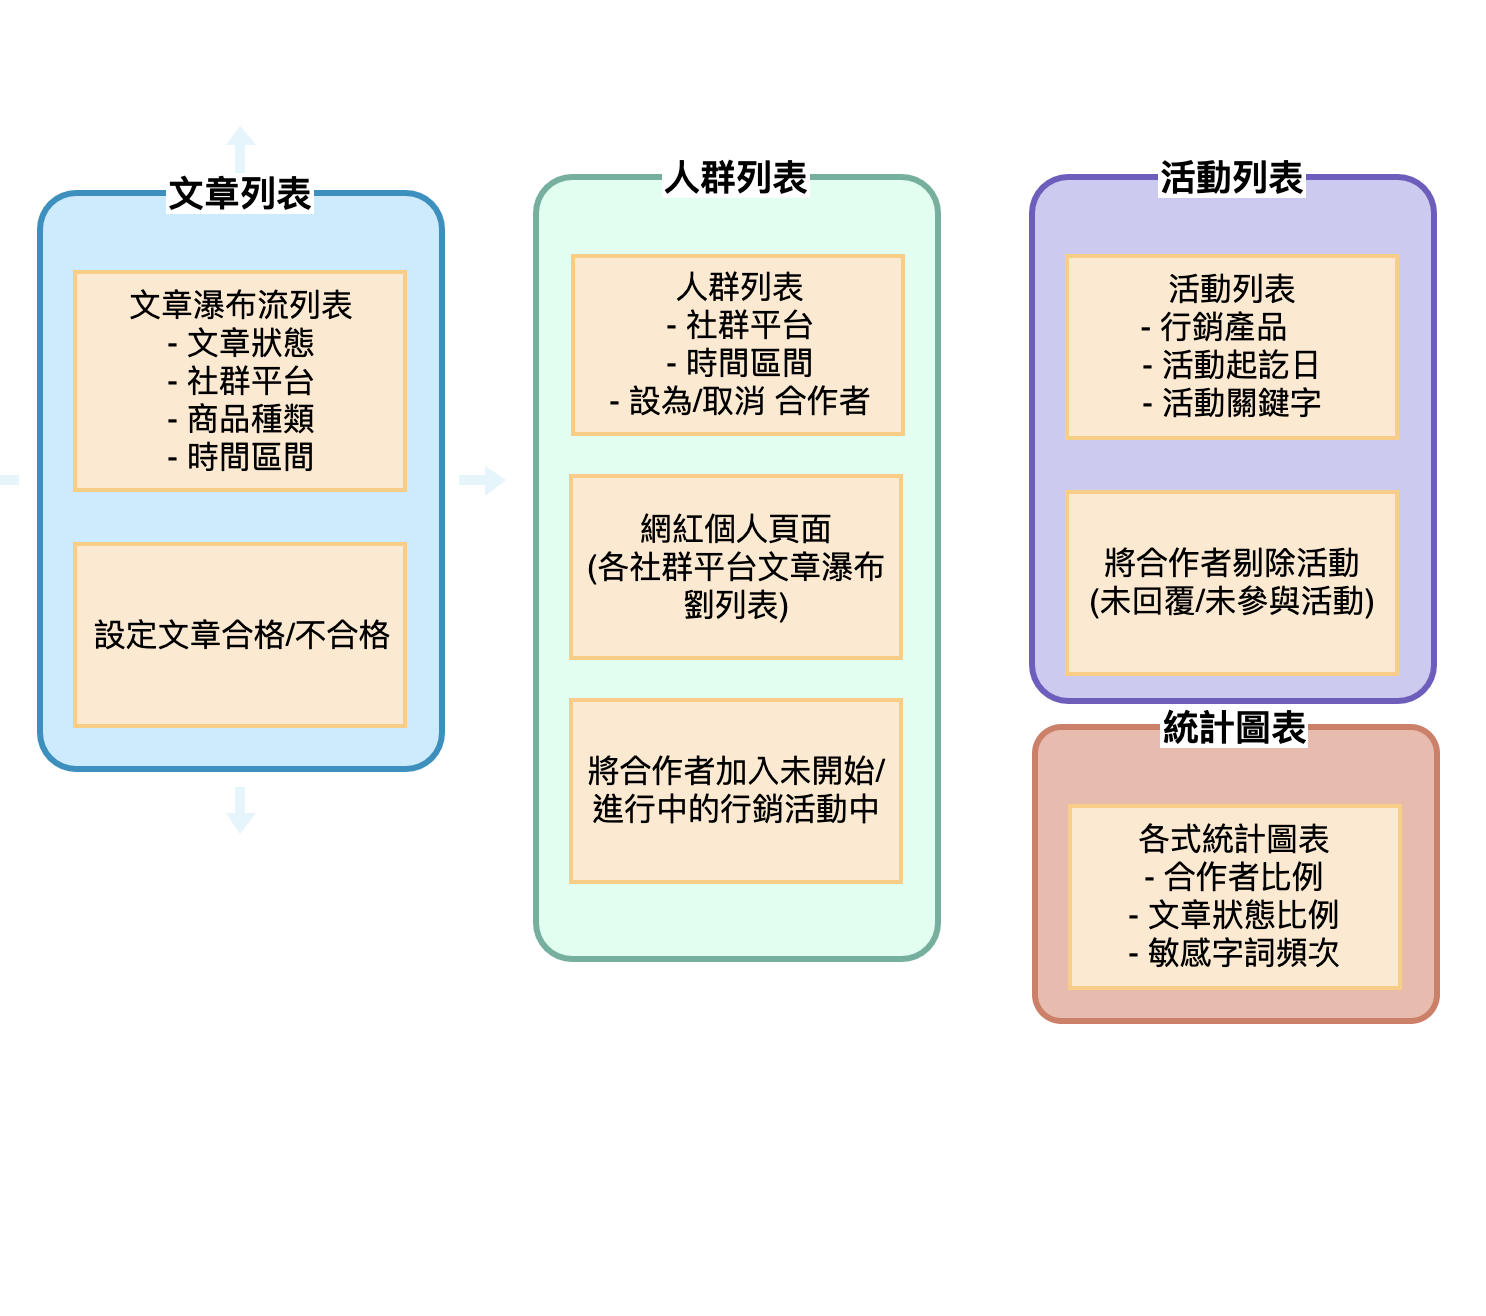 文章列表
文章瀑布流列表
- 文章狀態
- 社群平台
- 商品種類
- 時間區間
設定文章合格/不合格
人群列表
人群列表
- 社群平台
- 時間區間
- 設為/取消 合作者
網紅個人頁面
(各社群平台文章瀑布
劉列表)
將合作者加入未開始/
進行中的行銷活動中
活動列表
活動列表
- 行銷產品
- 活動起訖日
- 活動關鍵字
將合作者剔除活動
(未回覆/未參與活動)
統計圖表
各式統計圖表
- 合作者比例
- 文章狀態比例
- 敏感字詞頻次